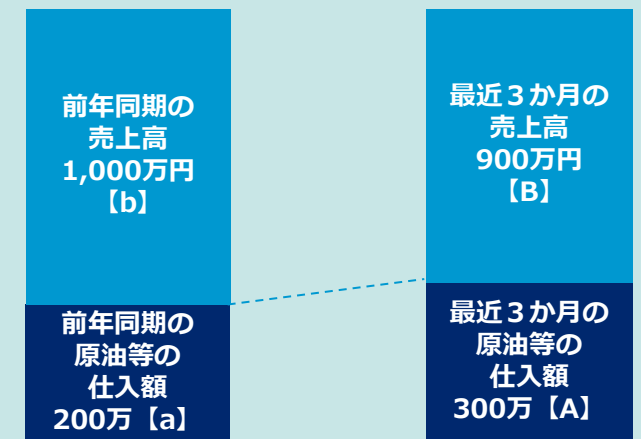 前年同期の
売上高
1,000万円
【b】
前年同期の
原油等の
仕入額
200万【a】
最近３か月の
売上高
900万円
【B】
最近３か月の
原油等の
仕入額
300万【A】